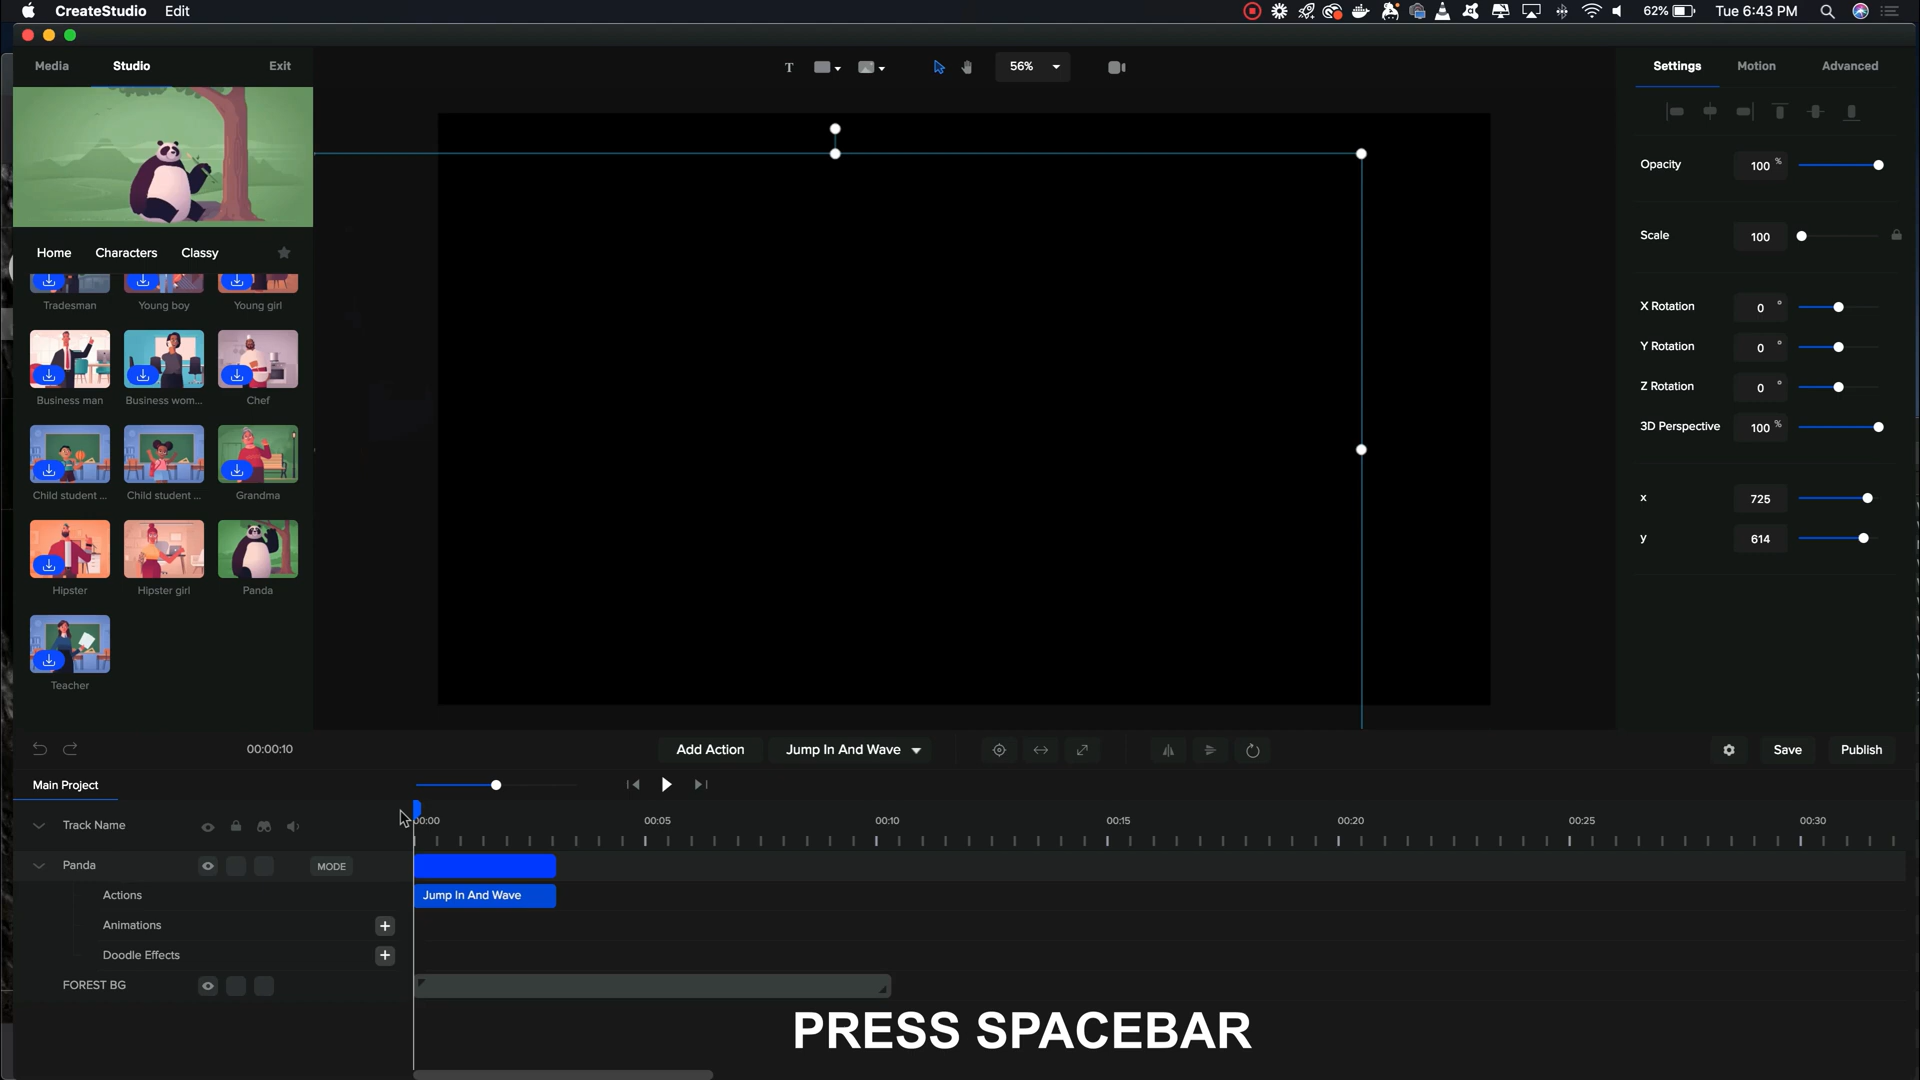 CreateStudio Edit
62% Tue 6:43 PM
Media Studio Exit
T 56%
Settings Motion Advanced
Opacity 100 %
Home Characters Classy
Scale 100
Tradesman Young boy Young girl
X Rotation 0 °
Y Rotation 0 °
Z Rotation 0 °
Business man Business wom... Chef
3D Perspective 100 %
Child student ... Child student ... Grandma
x 725
y 614
Hipster Hipster girl Panda
Teacher
00:00:10 Add Action Jump In And Wave Save Publish
Main Project
Track Name 00:00 00:05 00:10 00:15 00:20 00:25 00:30
Panda MODE
Actions Jump In And Wave
Animations +
Doodle Effects +
FOREST BG
PRESS SPACEBAR